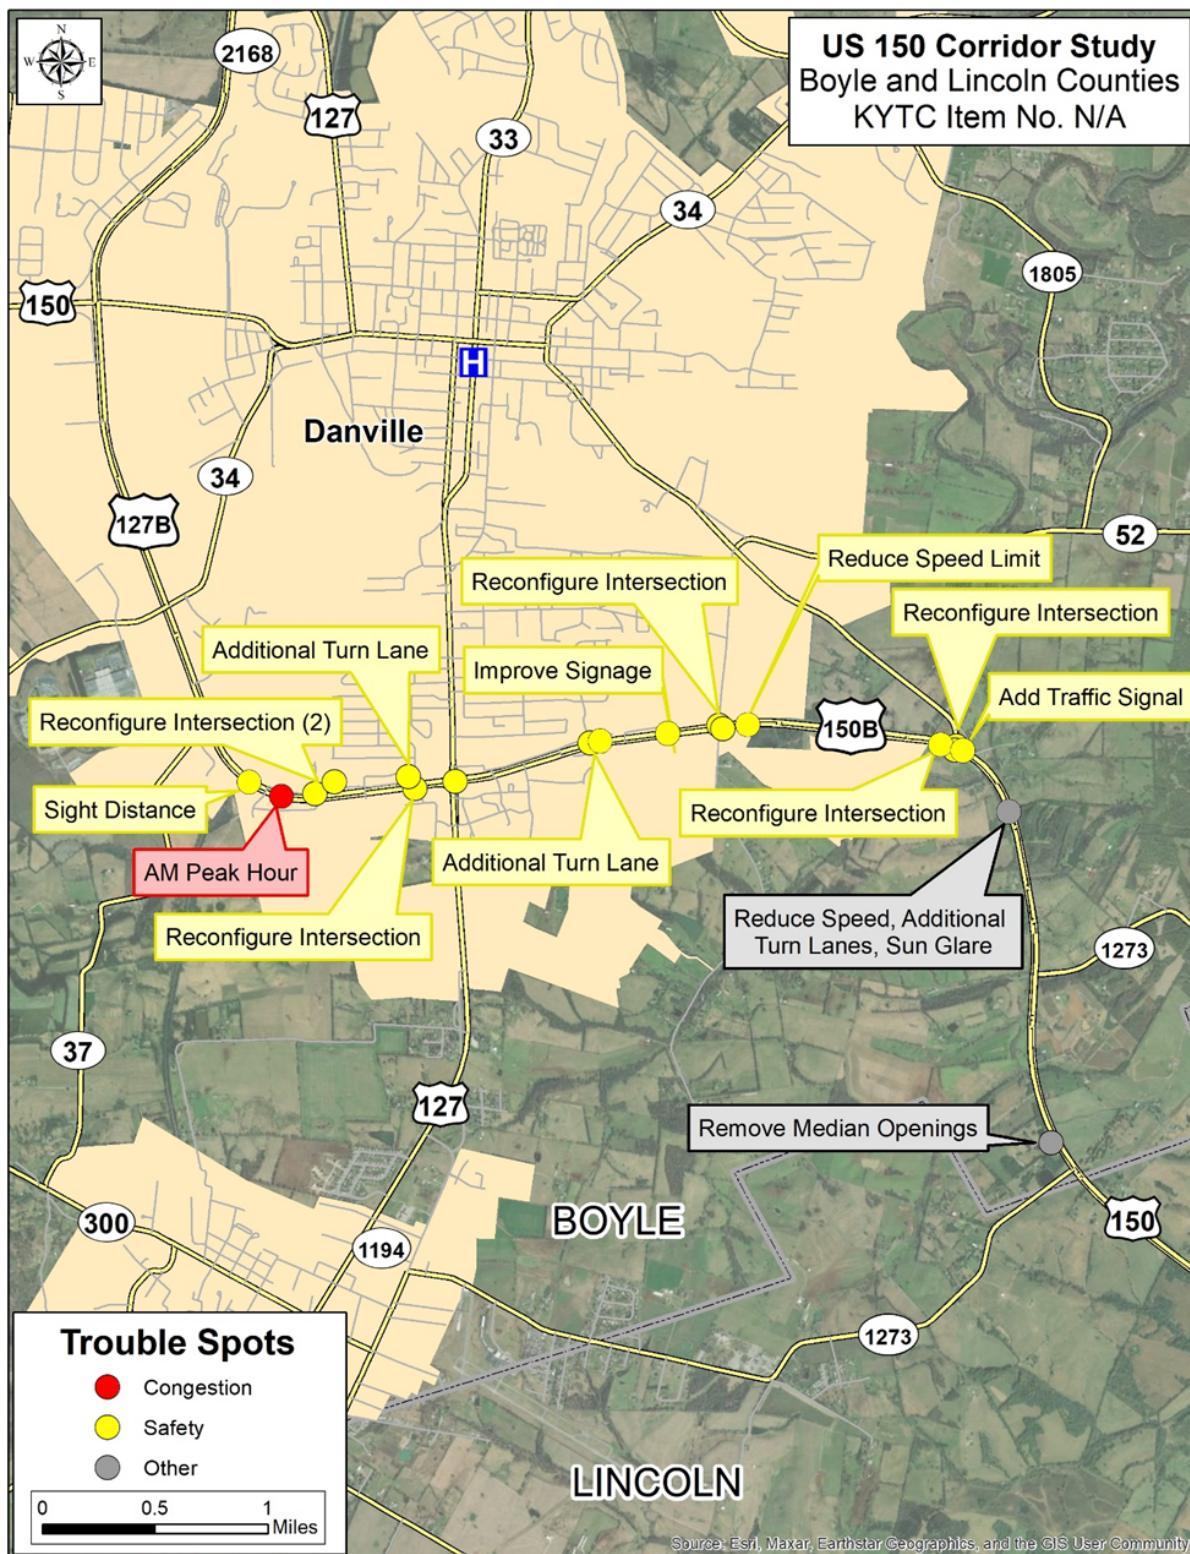 N
W E
S
US 150 Corridor Study
Boyle and Lincoln Counties
KYTC Item No. N/A
2168
127
33
34
1805
150
H
Danville
34
127B
52
Reconfigure Intersection
Reduce Speed Limit
Reconfigure Intersection
Additional Turn Lane
Improve Signage
Add Traffic Signal
Reconfigure Intersection (2)
150B
Sight Distance
Reconfigure Intersection
AM Peak Hour
Additional Turn Lane
Reconfigure Intersection
Reduce Speed, Additional
Turn Lanes, Sun Glare
1273
37
127
Remove Median Openings
300
BOYLE
150
1194
1273
Trouble Spots
Congestion
Safety
Other
0 0.5 1
Miles
LINCOLN
Source: Esri, Maxar, Earthstar Geographics, and the GIS User Community